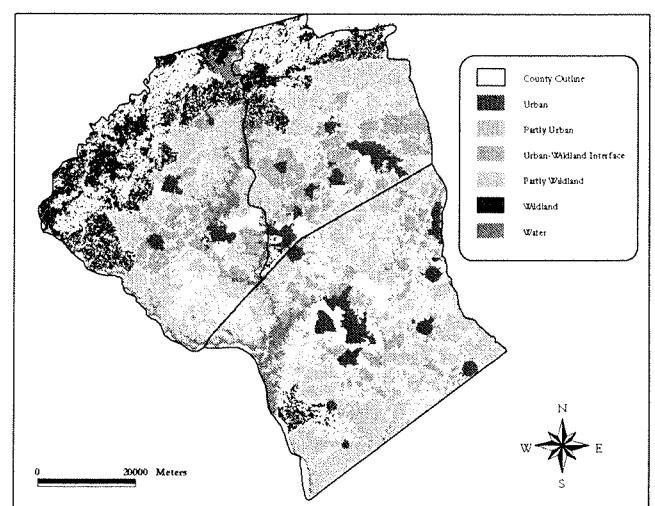 County Outline
Urban
Partly Urban
Urban-Wildland Interface
Partly Wildland
Wildland
Water
N
W E
S
0 20000 Meters